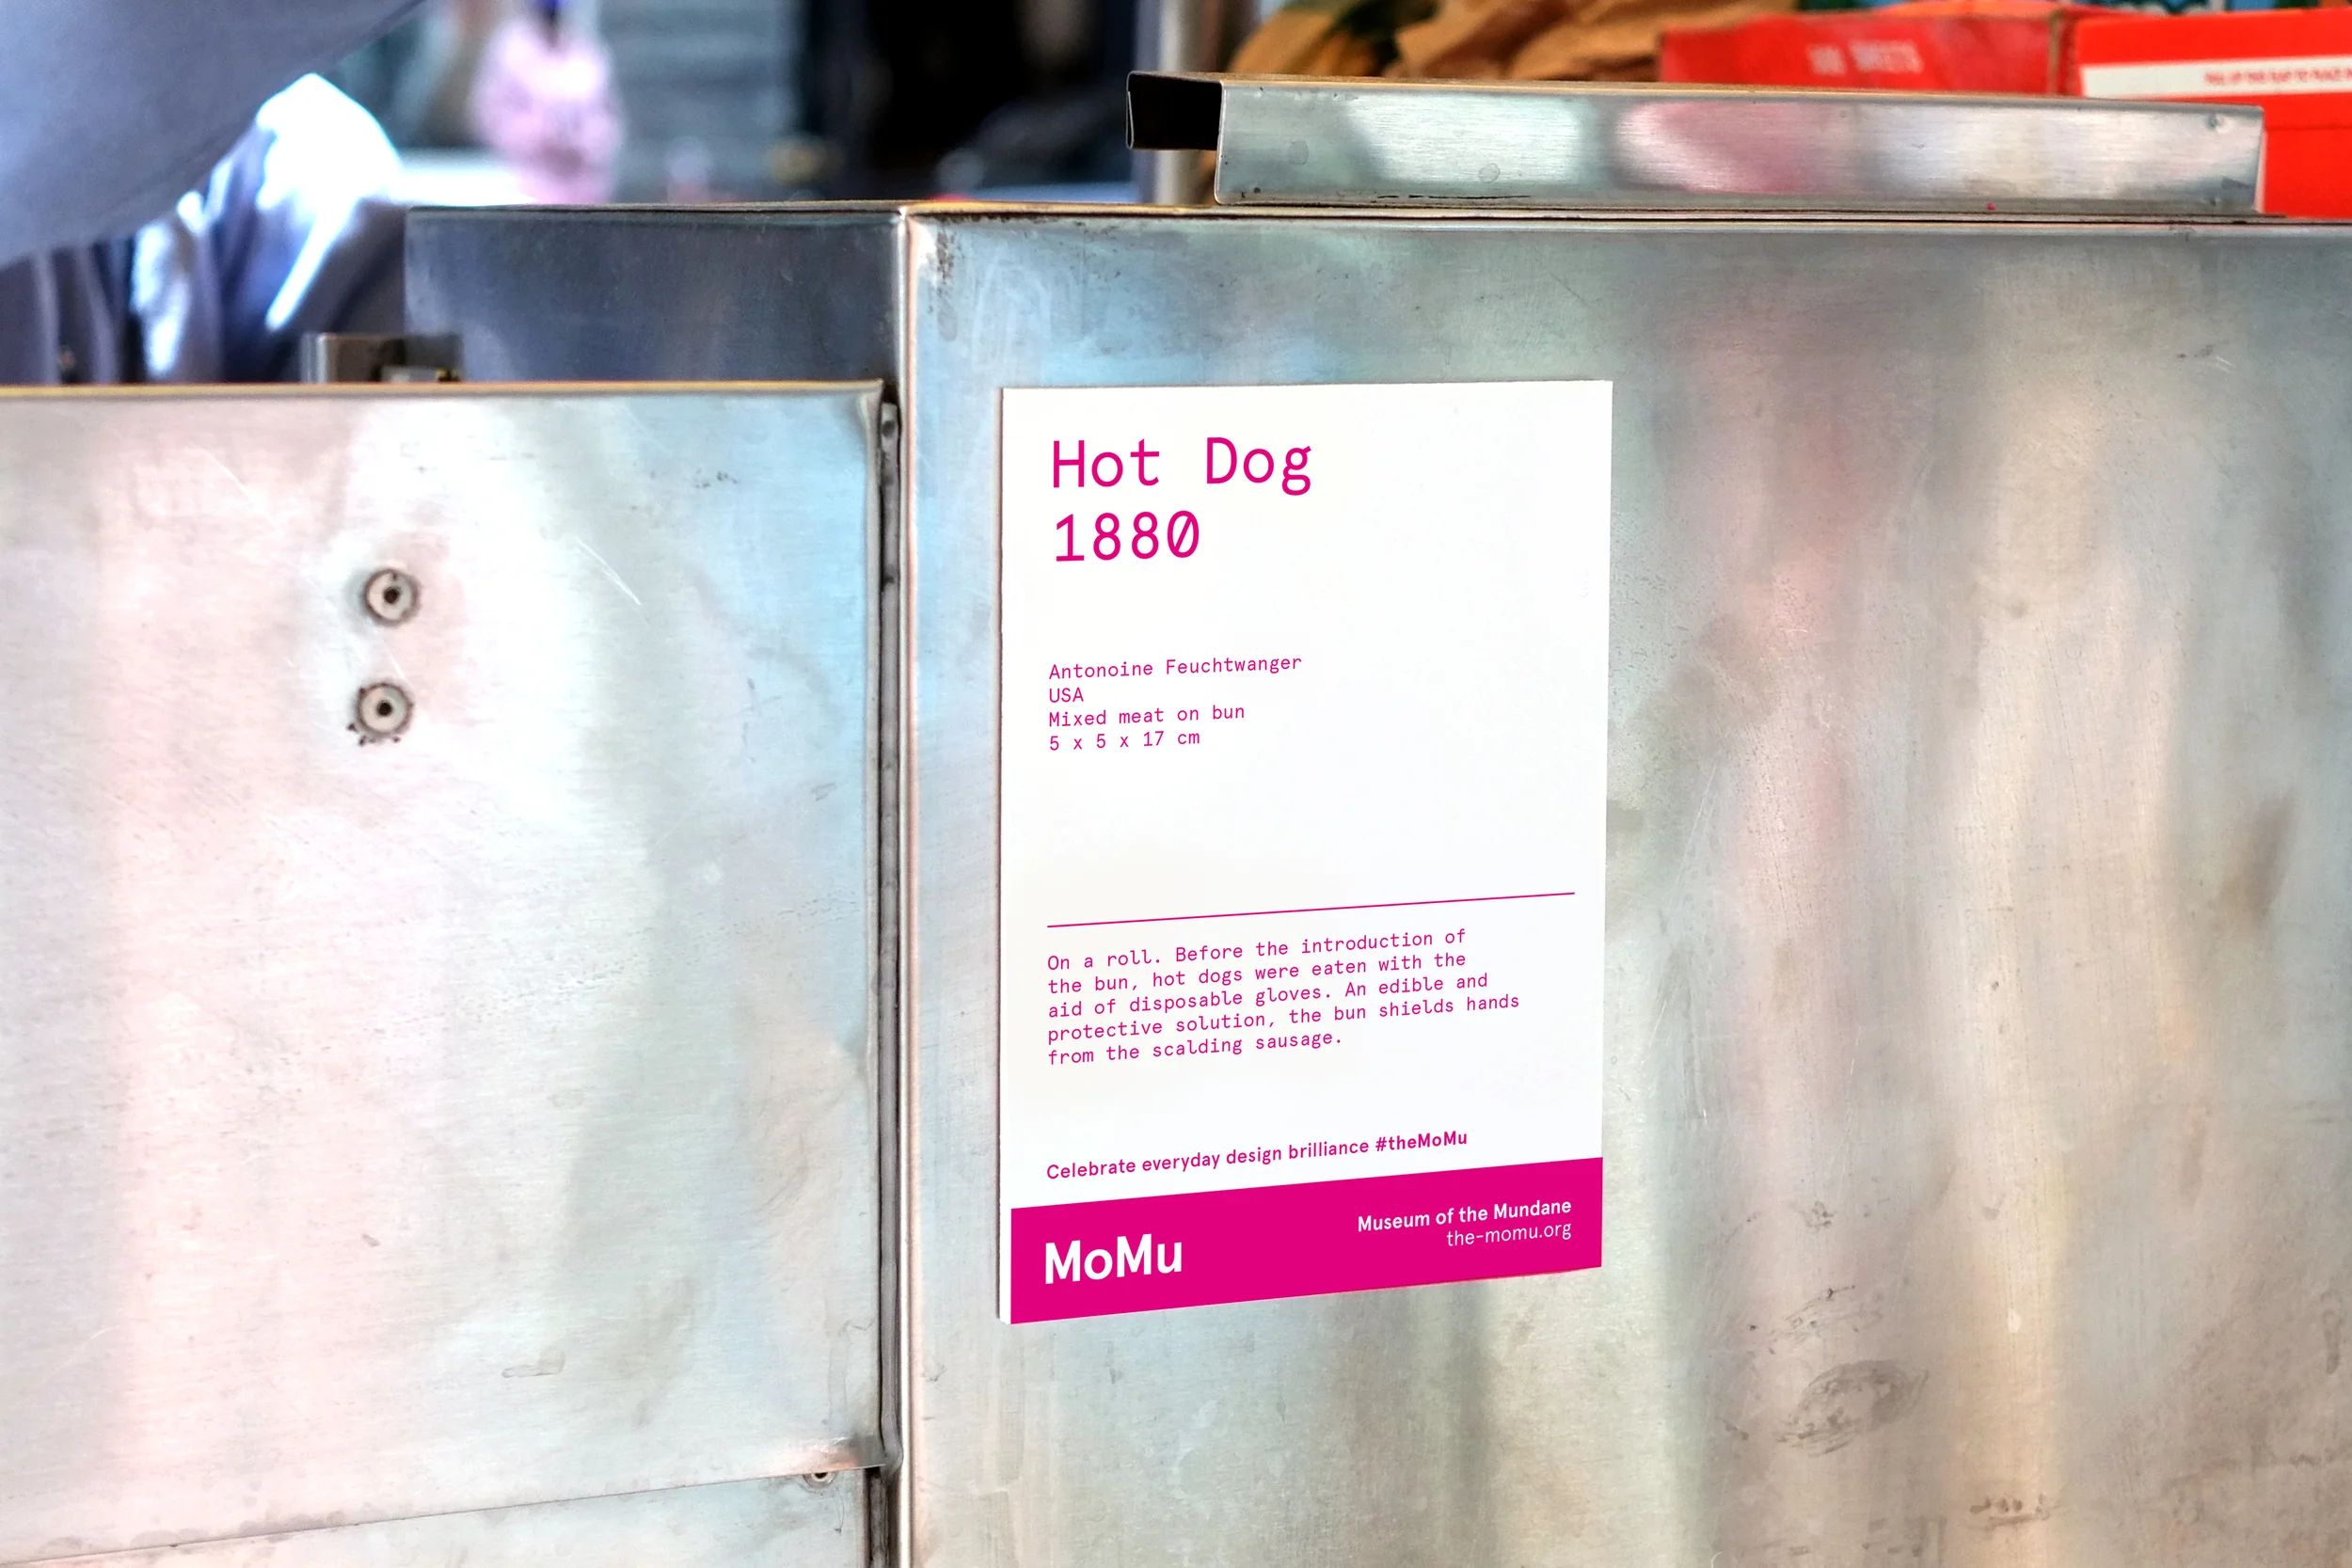 Hot Dog
1880
Antonoine Feuchtwanger
USA
Mixed meat on bun
5 x 5 x 17 cm
On a roll. Before the introduction of
the bun, hot dogs were eaten with the
aid of disposable gloves. An edible and
protective solution, the bun shields hands
from the scalding sausage.
Celebrate everyday design brilliance #theMoMu
MoMu
Museum of the Mundane
the-momu.org